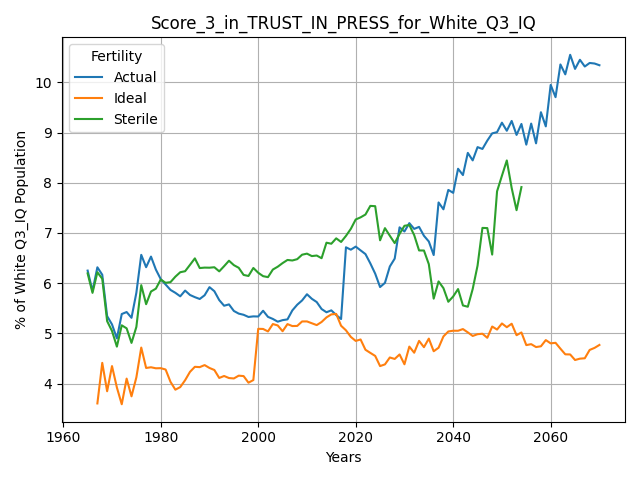 Score_3_in_TRUST_IN_PRESS_for_White_Q3_IQ
Fertility
Actual
Ideal
Sterile
% of White Q3_IQ Population
10
9
8
7
6
5
4
1960 1980 2000 2020 2040 2060
Years